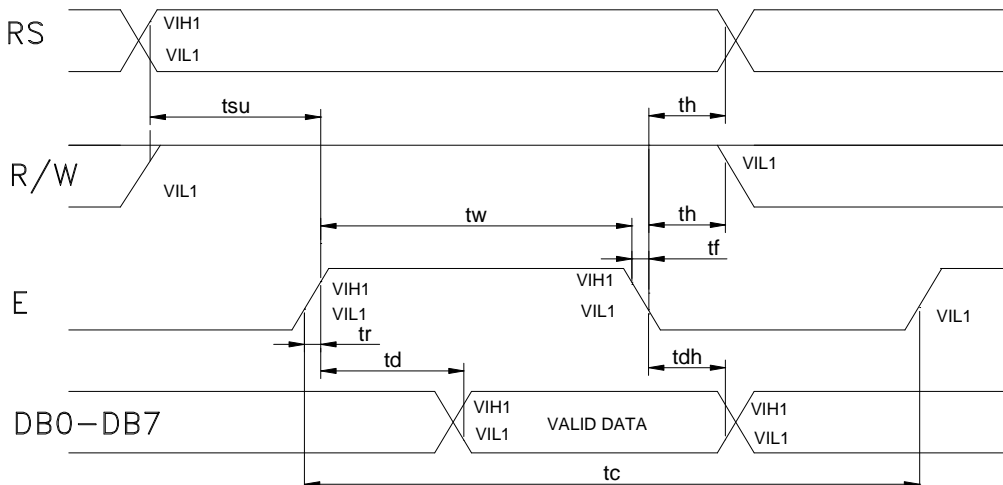 RS
VIH1
VIL1
tsu
th
R/W
VIL1
VIL1
tw
th
tf
E
VIH1
VIL1
VIH1
VIL1
VIL1
tr
td
tdh
DB0-DB7
VIH1
VIL1
VALID DATA
VIH1
VIL1
tc